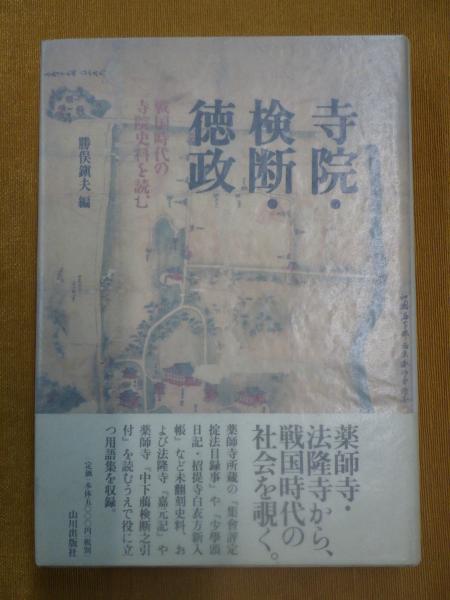 寺院・
検断・
徳政
戦国時代の
寺院史料を読む
勝俣鎭夫 編
薬師寺・
法隆寺から、
戦国時代の
社会を覗く。
薬師寺所蔵の『集會評定
掟法目録事』や『少學頭
日記・招提寺白衣方新入
帳』など未翻刻史料、お
よび法隆寺『嘉元記』や
薬師寺『中下﨟検断之引
付』を読むうえで役に立
つ用語集を収録
山川出版社